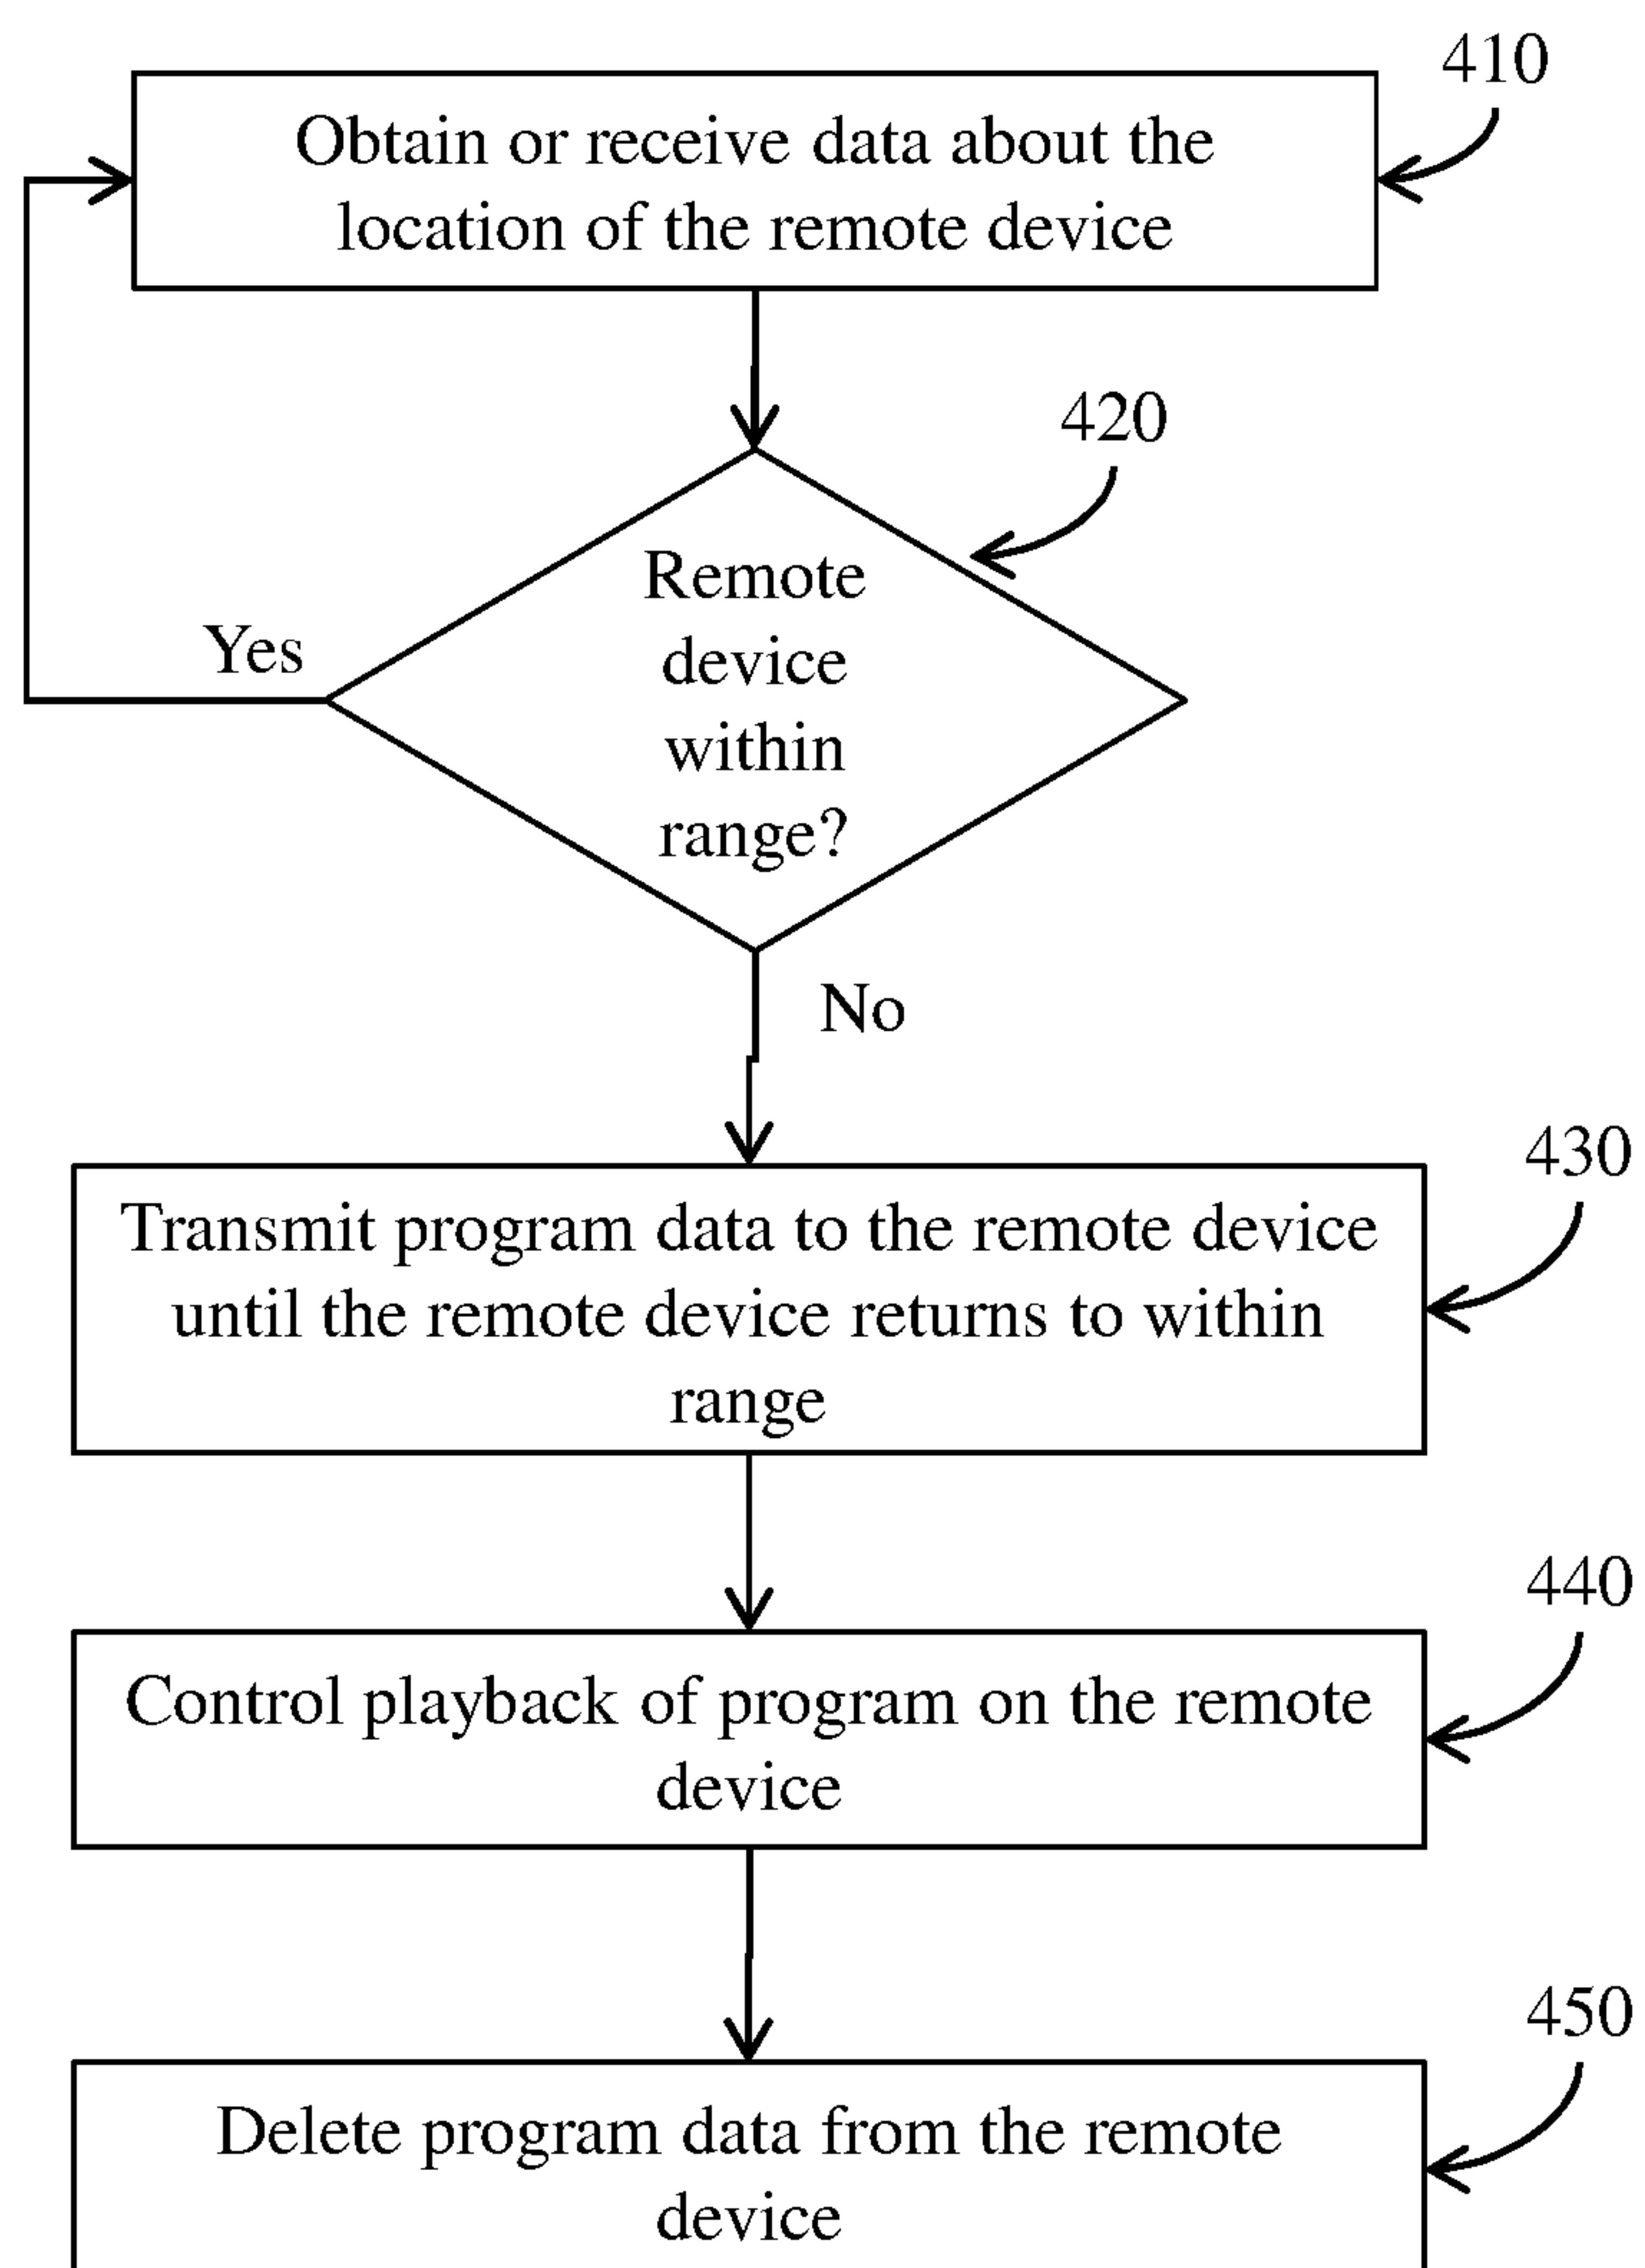 410
Obtain or receive data about the
location of the remote device
420
Remote
device
within
range?
Yes
No
430
Transmit program data to the remote device
until the remote device returns to within
range
440
Control playback of program on the remote
device
450
Delete program data from the remote
device